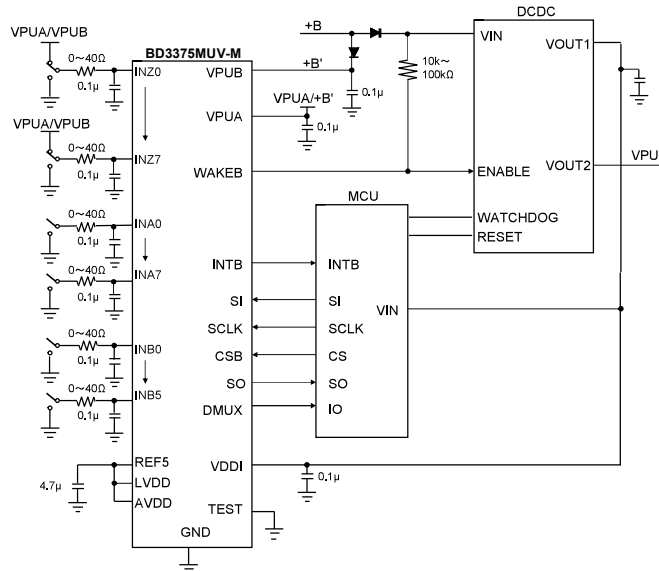 DCDC
VPUA/VPUB
BD3375MUV-M
+B
VIN
VOUT1
0～40Ω
INZ0
VPUB
+B'
10k～
100kΩ
0.1μ
0.1μ
VPUA/+B'
VPUA
0.1μ
VPUA/VPUB
0～40Ω
INZ7
WAKEB
ENABLE
VOUT2
VPU
0.1μ
MCU
0～40Ω
INA0
WATCHDOG
0.1μ
RESET
0～40Ω
INA7
INTB
INTB
0.1μ
SI
SI
VIN
SCLK
SCLK
0～40Ω
INB0
CSB
CS
0.1μ
SO
SO
0～40Ω
INB5
DMUX
IO
0.1μ
REF5
VDDI
4.7μ
LVDD
0.1μ
AVDD
TEST
GND